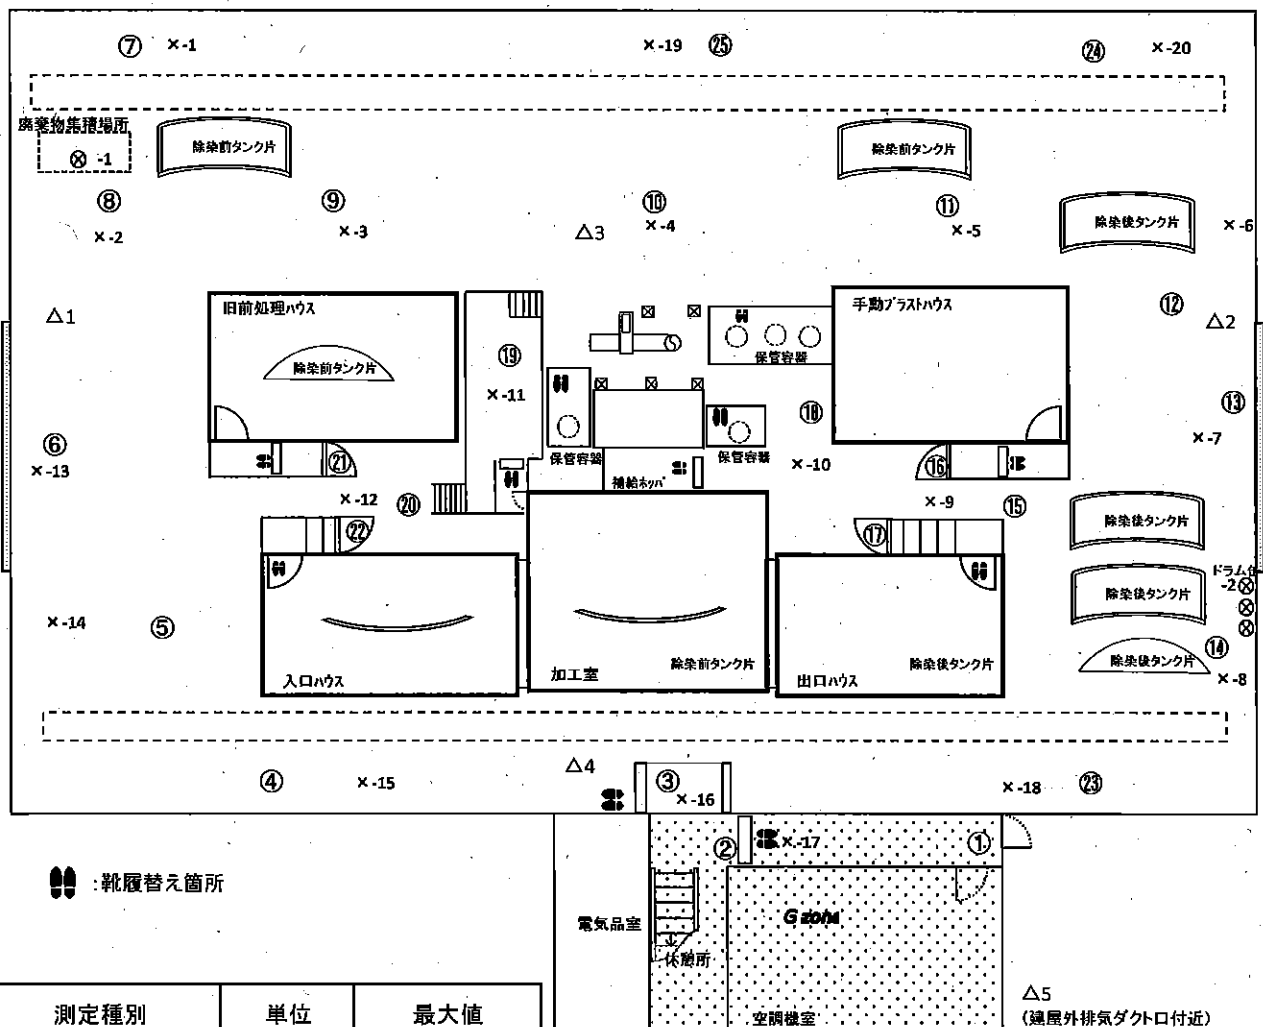 ⑦ ×-1 ×-19 ㉕ ㉔ ×-20
廃棄物集積場所
⊗ -1
除染前タンク片
除染前タンク片
⑧ ⑨ ⑩ ⑪
×-2 ×-3 △3 ×-4 ×-5
除染後タンク片
×-6
△1
旧前処理ハウス
除染前タンク片
⑲
×-11
保管容器
手動ブラストハウス
⑫
△2
⑬
⑱
×-7
⑥
×-13
㉑
保管容器
保管容器
補給ホッパ
×-10
⑯
×-12
⑳
㉒
⑰
×-9
⑮
除染後タンク片
除染後タンク片
ドラム缶
-2
⑭
除染後タンク片
×-8
×-14
⑤
入口ハウス
加工室
除染前タンク片
出口ハウス
除染後タンク片
④ ×-15 △4 ③ ×-16 ×-18 ㉓
② ×-17 ①
:靴履替え箇所
電気品室
G zone
休憩所
空調機室
△5
(建屋外排気ダクト口付近)
測定種別 単位 最大値